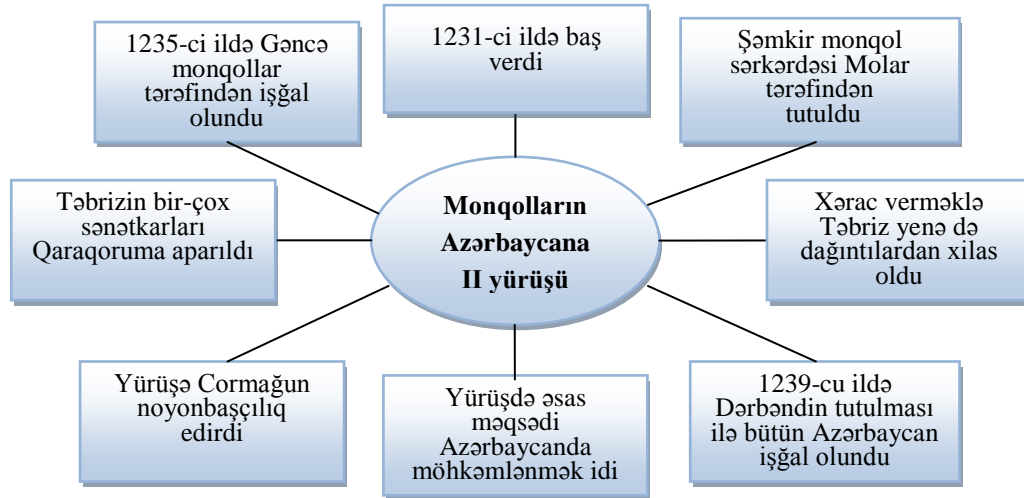 1235-ci ildə Gəncə
monqollar
tərəfindən işğal
olundu
1231-ci ildə baş
verdi
Şəmkir monqol
sərkərdəsi Molar
tərəfindən
tutuldu
Təbrizin bir-çox
sənətkarları
Qaraqoruma aparıldı
Monqolların
Azərbaycana
II yürüşü
Xərac verməklə
Təbriz yenə də
dağıntılardan xilas
oldu
Yürüşə Cormağun
noyonbaşçılıq
edirdi
Yürüşdə əsas
məqsədi
Azərbaycanda
möhkəmlənmək idi
1239-cu ildə
Dərbəndin tutulması
ilə bütün Azərbaycan
işğal olundu